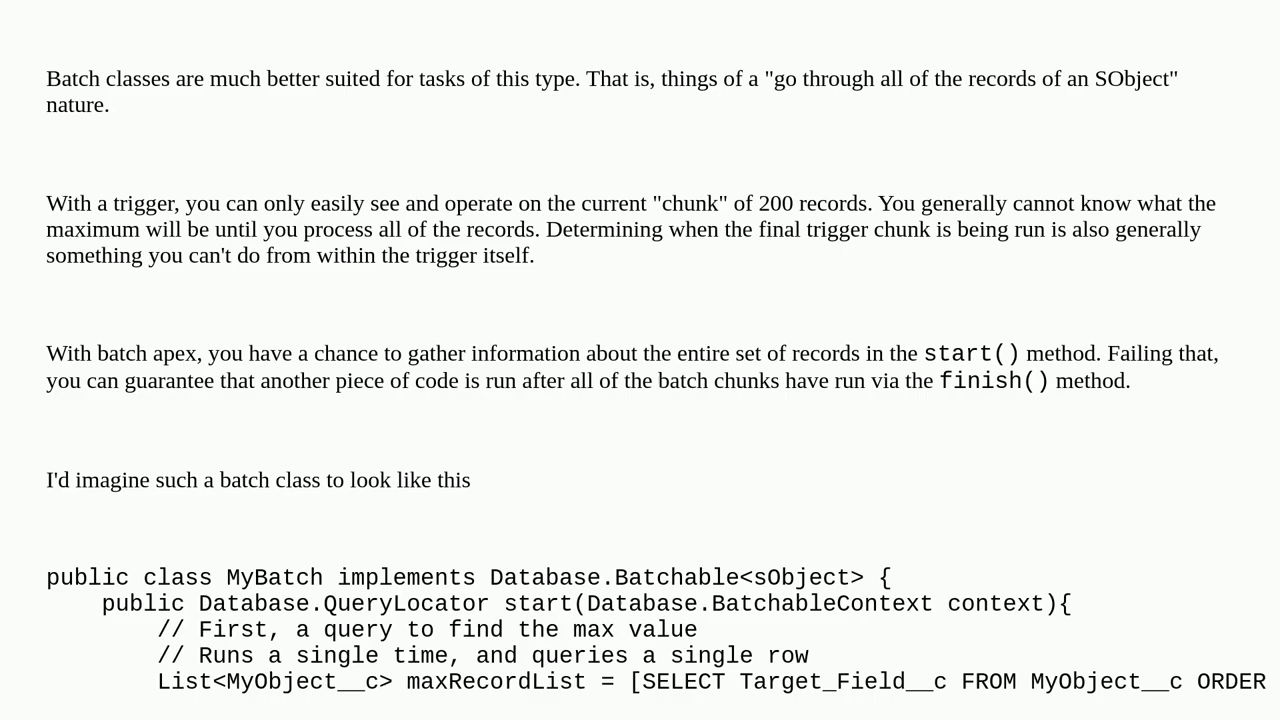 Batch classes are much better suited for tasks of this type. That is, things of a "go through all of the records of an SObject"
nature.
With a trigger, you can only easily see and operate on the current "chunk" of 200 records. You generally cannot know what the
maximum will be until you process all of the records. Determining when the final trigger chunk is being run is also generally
something you can't do from within the trigger itself.
With batch apex, you have a chance to gather information about the entire set of records in the start() method. Failing that,
you can guarantee that another piece of code is run after all of the batch chunks have run via the finish() method.
I'd imagine such a batch class to look like this
public class MyBatch implements Database.Batchable<sObject> {
    public Database.QueryLocator start(Database.BatchableContext context){
        // First, a query to find the max value
        // Runs a single time, and queries a single row
        List<MyObject__c> maxRecordList = [SELECT Target_Field__c FROM MyObject__c ORDER